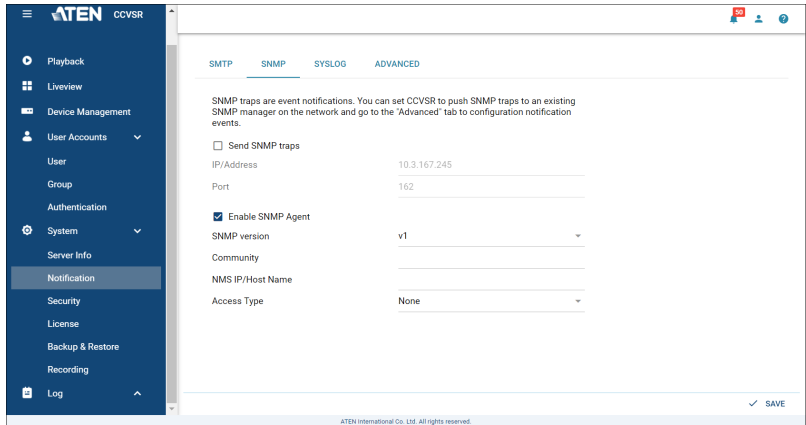 ATEN CCVSR
50
Playback
Liveview
Device Management
User Accounts
User
Group
Authentication
System
Server Info
Notification
Security
License
Backup & Restore
Recording
Log
SMTP SNMP SYSLOG ADVANCED
SNMP traps are event notifications. You can set CCVSR to push SNMP traps to an existing
SNMP manager on the network and go to the "Advanced" tab to configuration notification
events.
Send SNMP traps
IP/Address 10.3.167.245
Port 162
Enable SNMP Agent
SNMP version v1
Community
NMS IP/Host Name
Access Type None
SAVE
ATEN International Co. Ltd. All rights reserved.